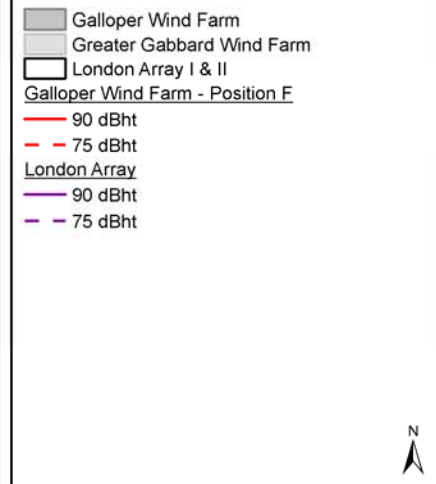 Galloper Wind Farm
Greater Gabbard Wind Farm
London Array I & II
Galloper Wind Farm - Position F
90 dBht
75 dBht
London Array
90 dBht
75 dBht
N